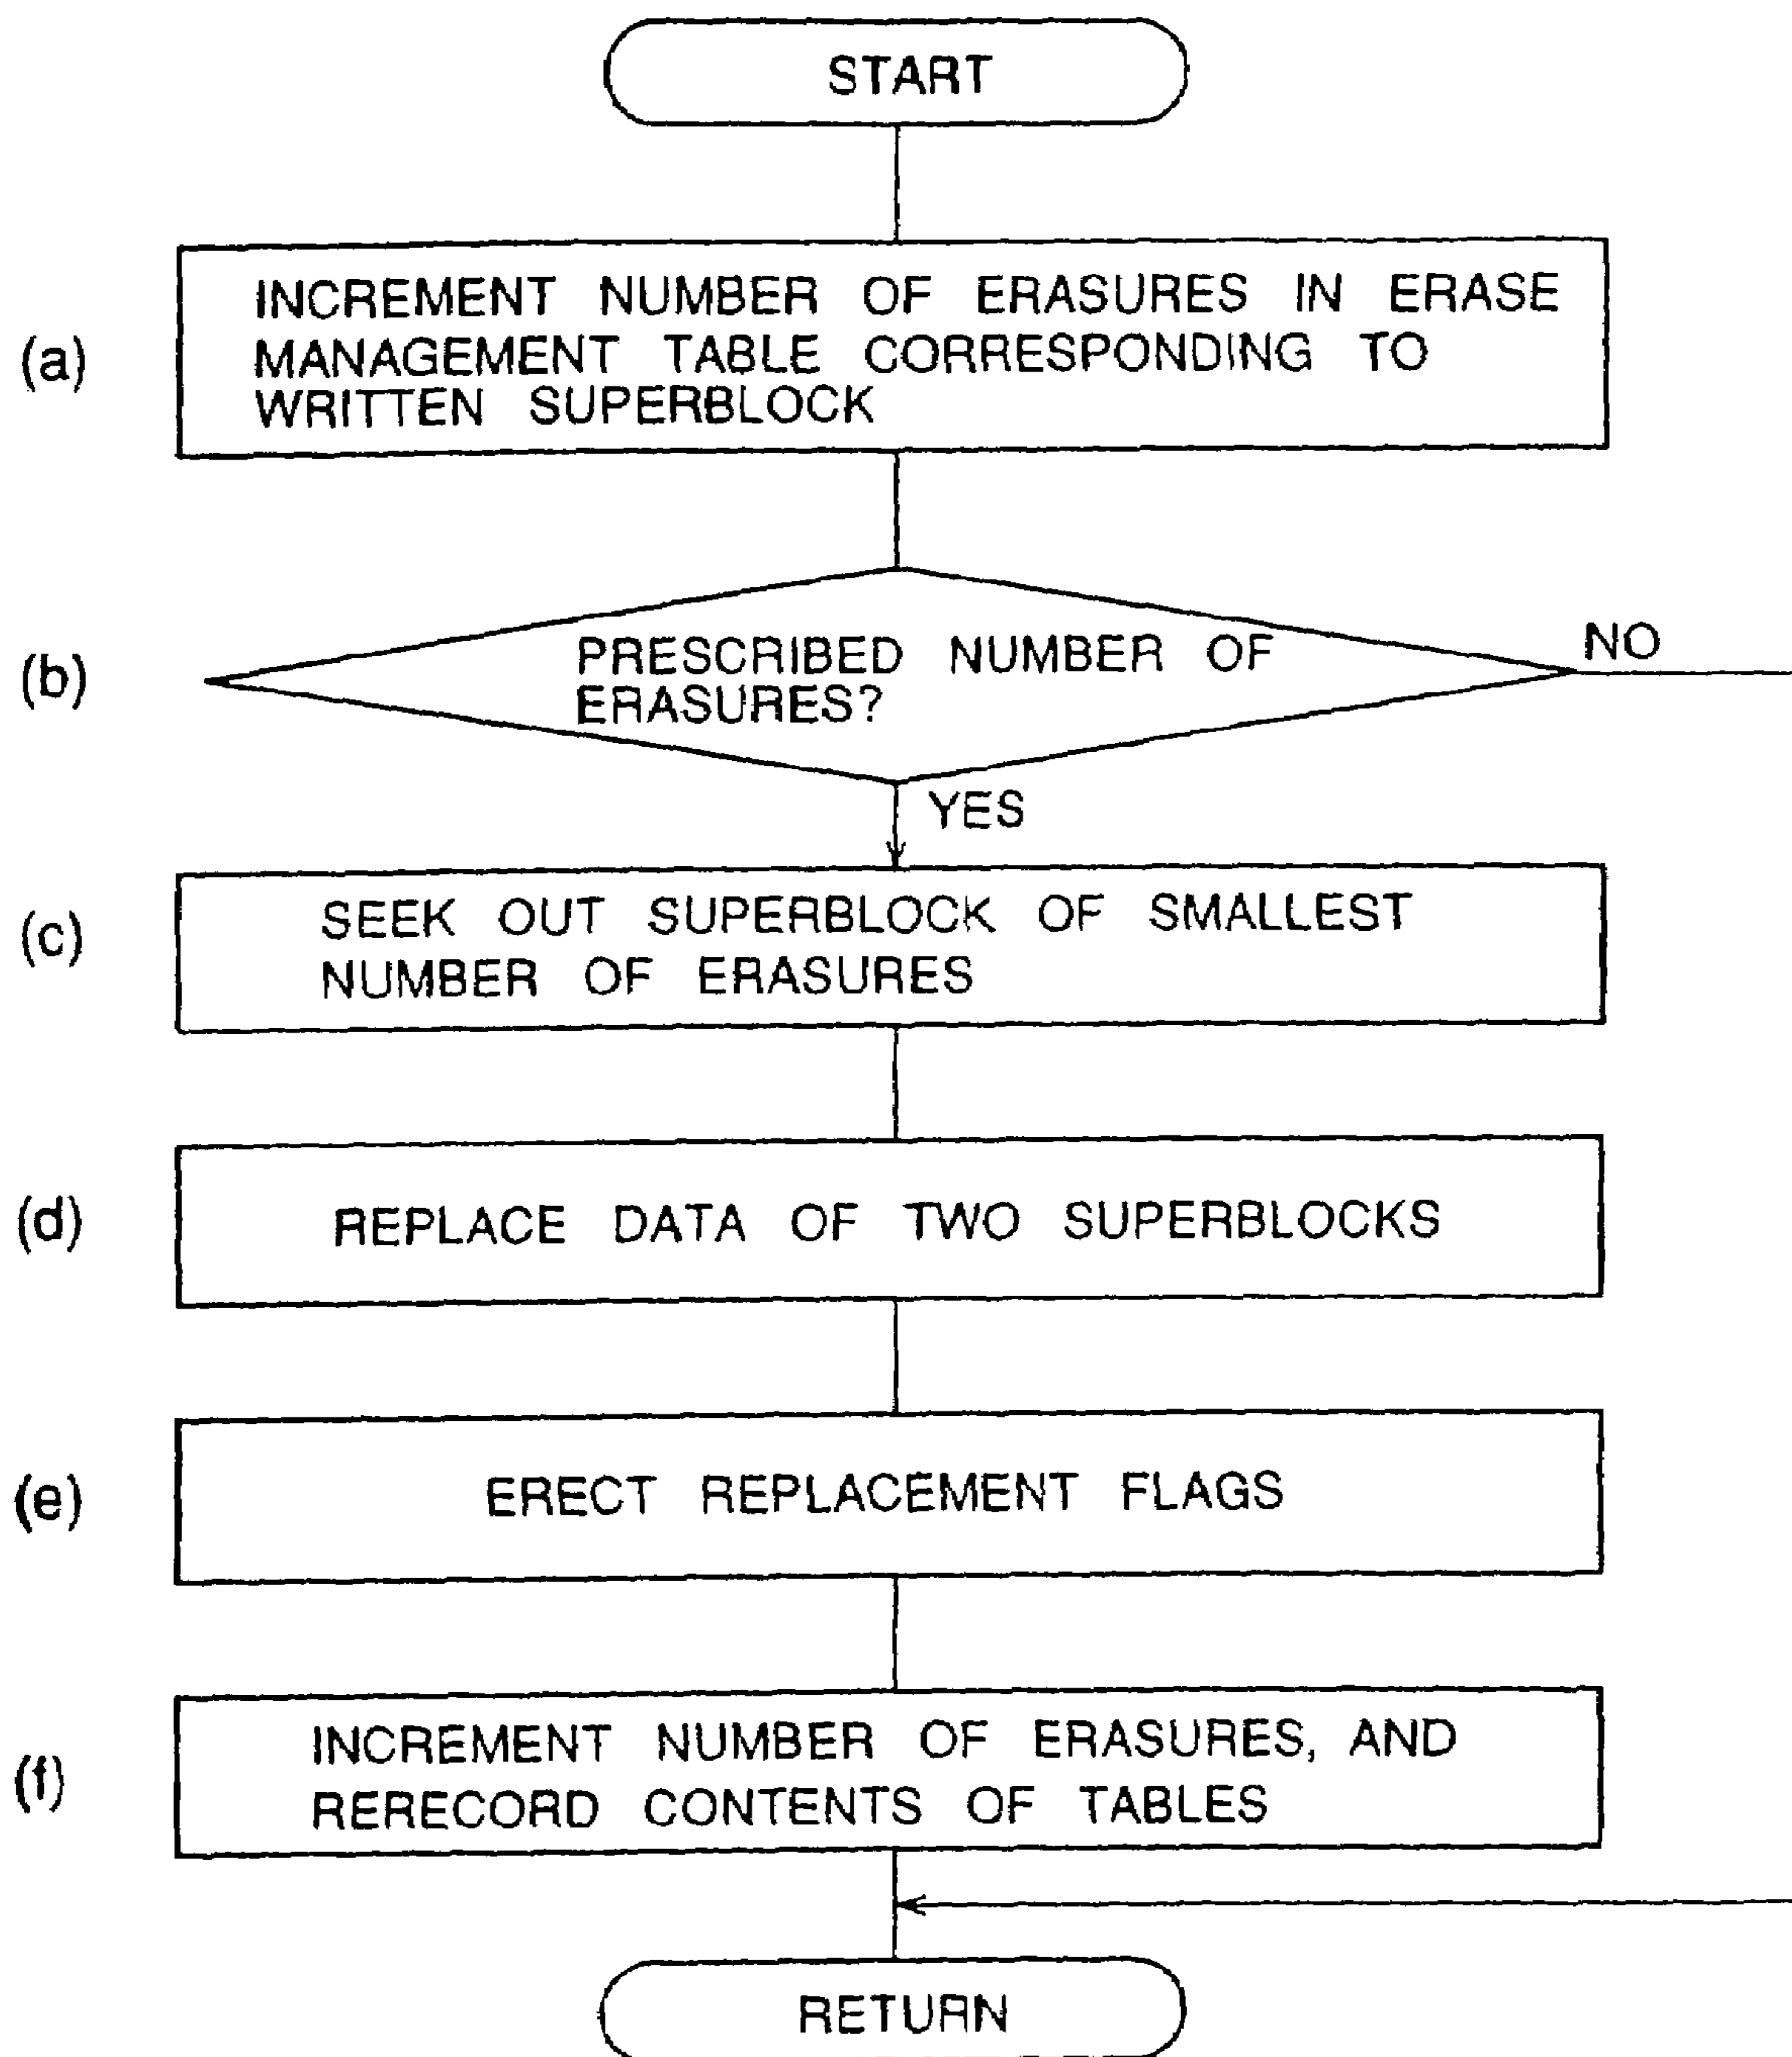 START
(a)
INCREMENT NUMBER OF ERASURES IN ERASE
MANAGEMENT TABLE CORRESPONDING TO
WRITTEN SUPERBLOCK
(b)
PRESCRIBED NUMBER OF
ERASURES?
NO
YES
(c)
SEEK OUT SUPERBLOCK OF SMALLEST
NUMBER OF ERASURES
(d)
REPLACE DATA OF TWO SUPERBLOCKS
(e)
ERECT REPLACEMENT FLAGS
(f)
INCREMENT NUMBER OF ERASURES, AND
RERECORD CONTENTS OF TABLES
RETURN